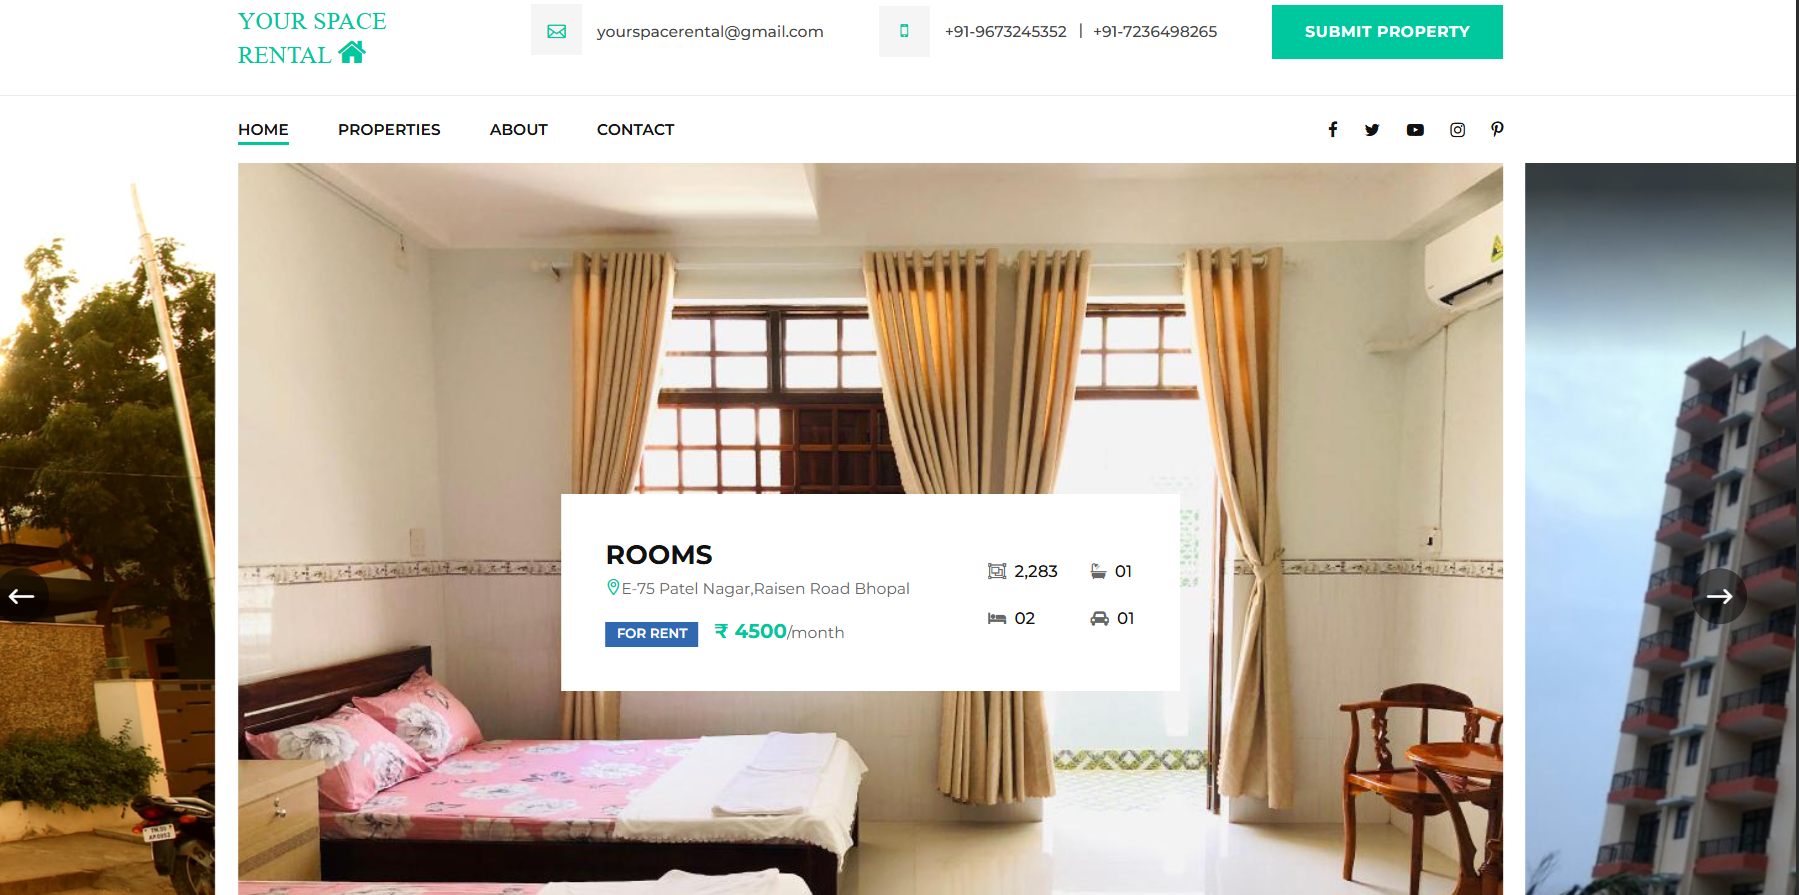 YOUR SPACE
RENTAL
yourspacerental@gmail.com
+91-9673245352 | +91-7236498265
SUBMIT PROPERTY
HOME PROPERTIES ABOUT CONTACT
ROOMS
E-75 Patel Nagar,Raisen Road Bhopal
FOR RENT ₹ 4500/month
2,283 01
02 01